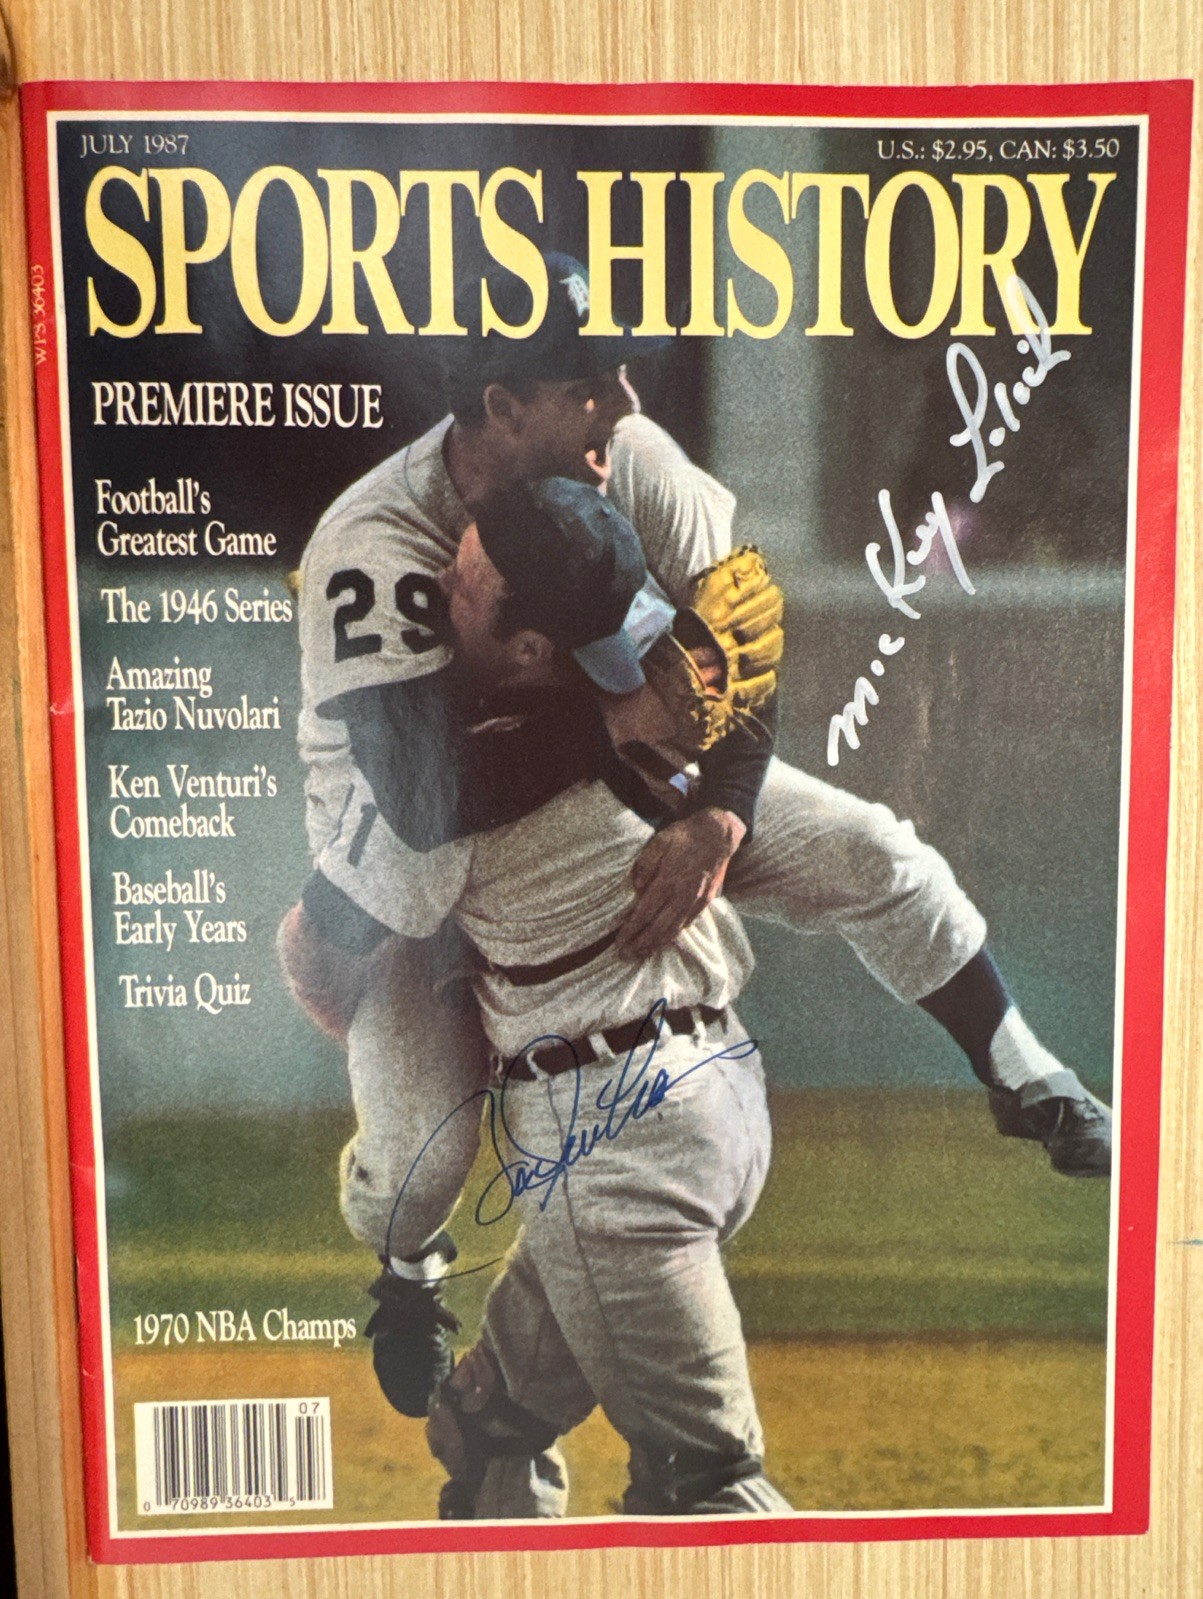 JULY 1987
U.S.: $2.95, CAN: $3.50
SPORTS HISTORY
WPS 36403
PREMIERE ISSUE
Football's
Greatest Game
The 1946 Series
Amazing
Tazio Nuvolari
Ken Venturi's
Comeback
Baseball's
Early Years
Trivia Quiz
1970 NBA Champs
29
D
Mickey Lolich
07
0 70989 36403 5